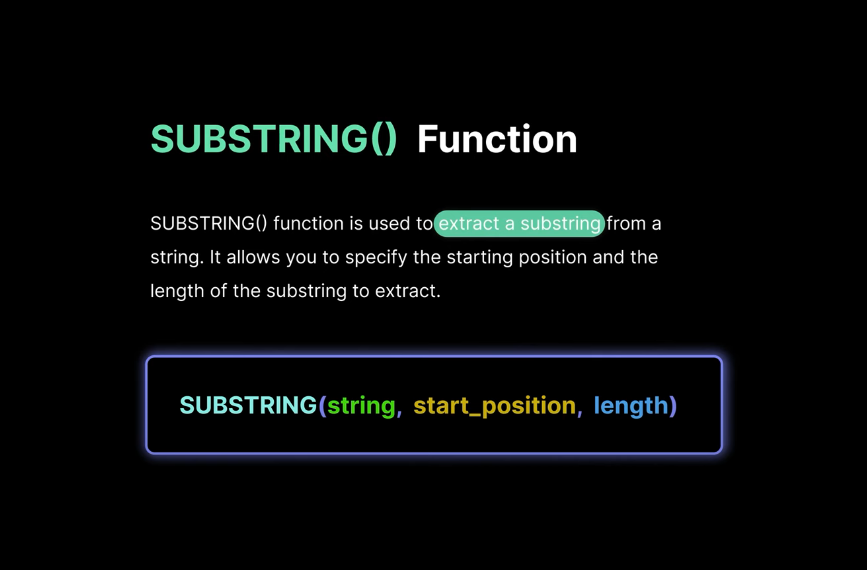 SUBSTRING() Function
SUBSTRING() function is used to extract a substring from a
string. It allows you to specify the starting position and the
length of the substring to extract.
SUBSTRING(string, start_position, length)